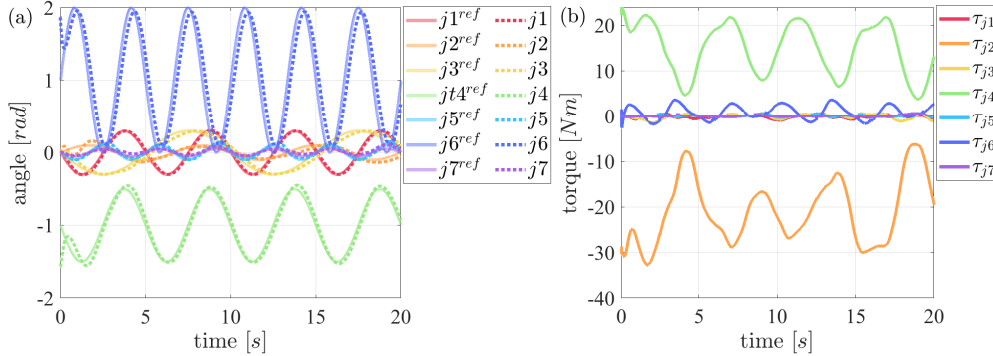 (a)
2
1
0
-1
-2
angle [rad]
0 5 10 15 20
time [s]
j1^ref j1
j2^ref j2
j3^ref j3
jt4^ref j4
j5^ref j5
j6^ref j6
j7^ref j7
(b)
20
10
0
-10
-20
-30
-40
torque [Nm]
0 5 10 15 20
time [s]
τ_j1
τ_j2
τ_j3
τ_j4
τ_j5
τ_j6
τ_j7